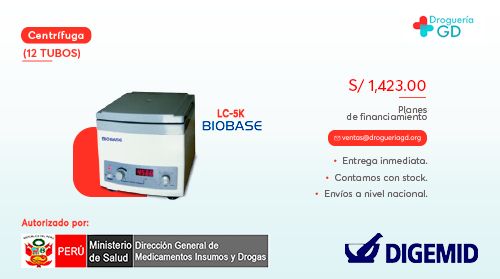 Centrífuga
(12 TUBOS)
Droguería
GD
S/ 1,423.00
Planes
de financiamiento
ventas@drogueriagd.org
LC-5K
BIOBASE
BIOBASE
• Entrega inmediata.
• Contamos con stock.
• Envíos a nivel nacional.
Autorizado por:
PERÚ
Ministerio
de Salud
Dirección General de
Medicamentos Insumos y Drogas
DIGEMID